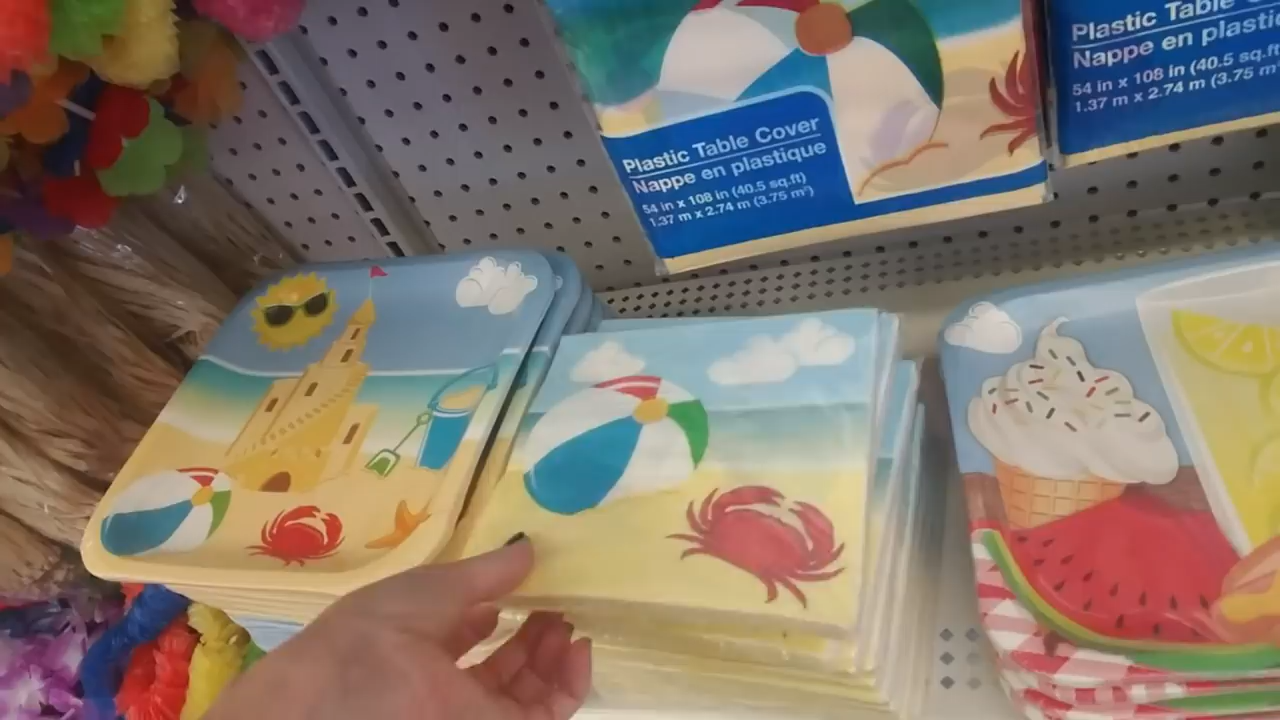 Plastic Table Cover
Nappe en plastique
54 in x 108 in (40.5 sq.ft)
1.37 m x 2.74 m (3.75 m²)
Plastic Table
Nappe en
54 in x 108 in (40.5 sq.ft
1.37 m x 2.74 m (3.75 m²